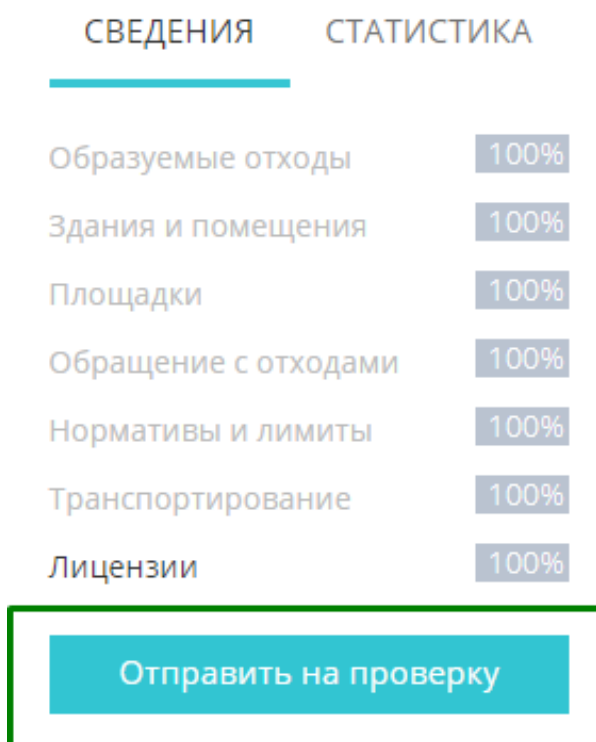 СВЕДЕНИЯ СТАТИСТИКА
Образуемые отходы 100%
Здания и помещения 100%
Площадки 100%
Обращение с отходами 100%
Нормативы и лимиты 100%
Транспортирование 100%
Лицензии 100%
Отправить на проверку